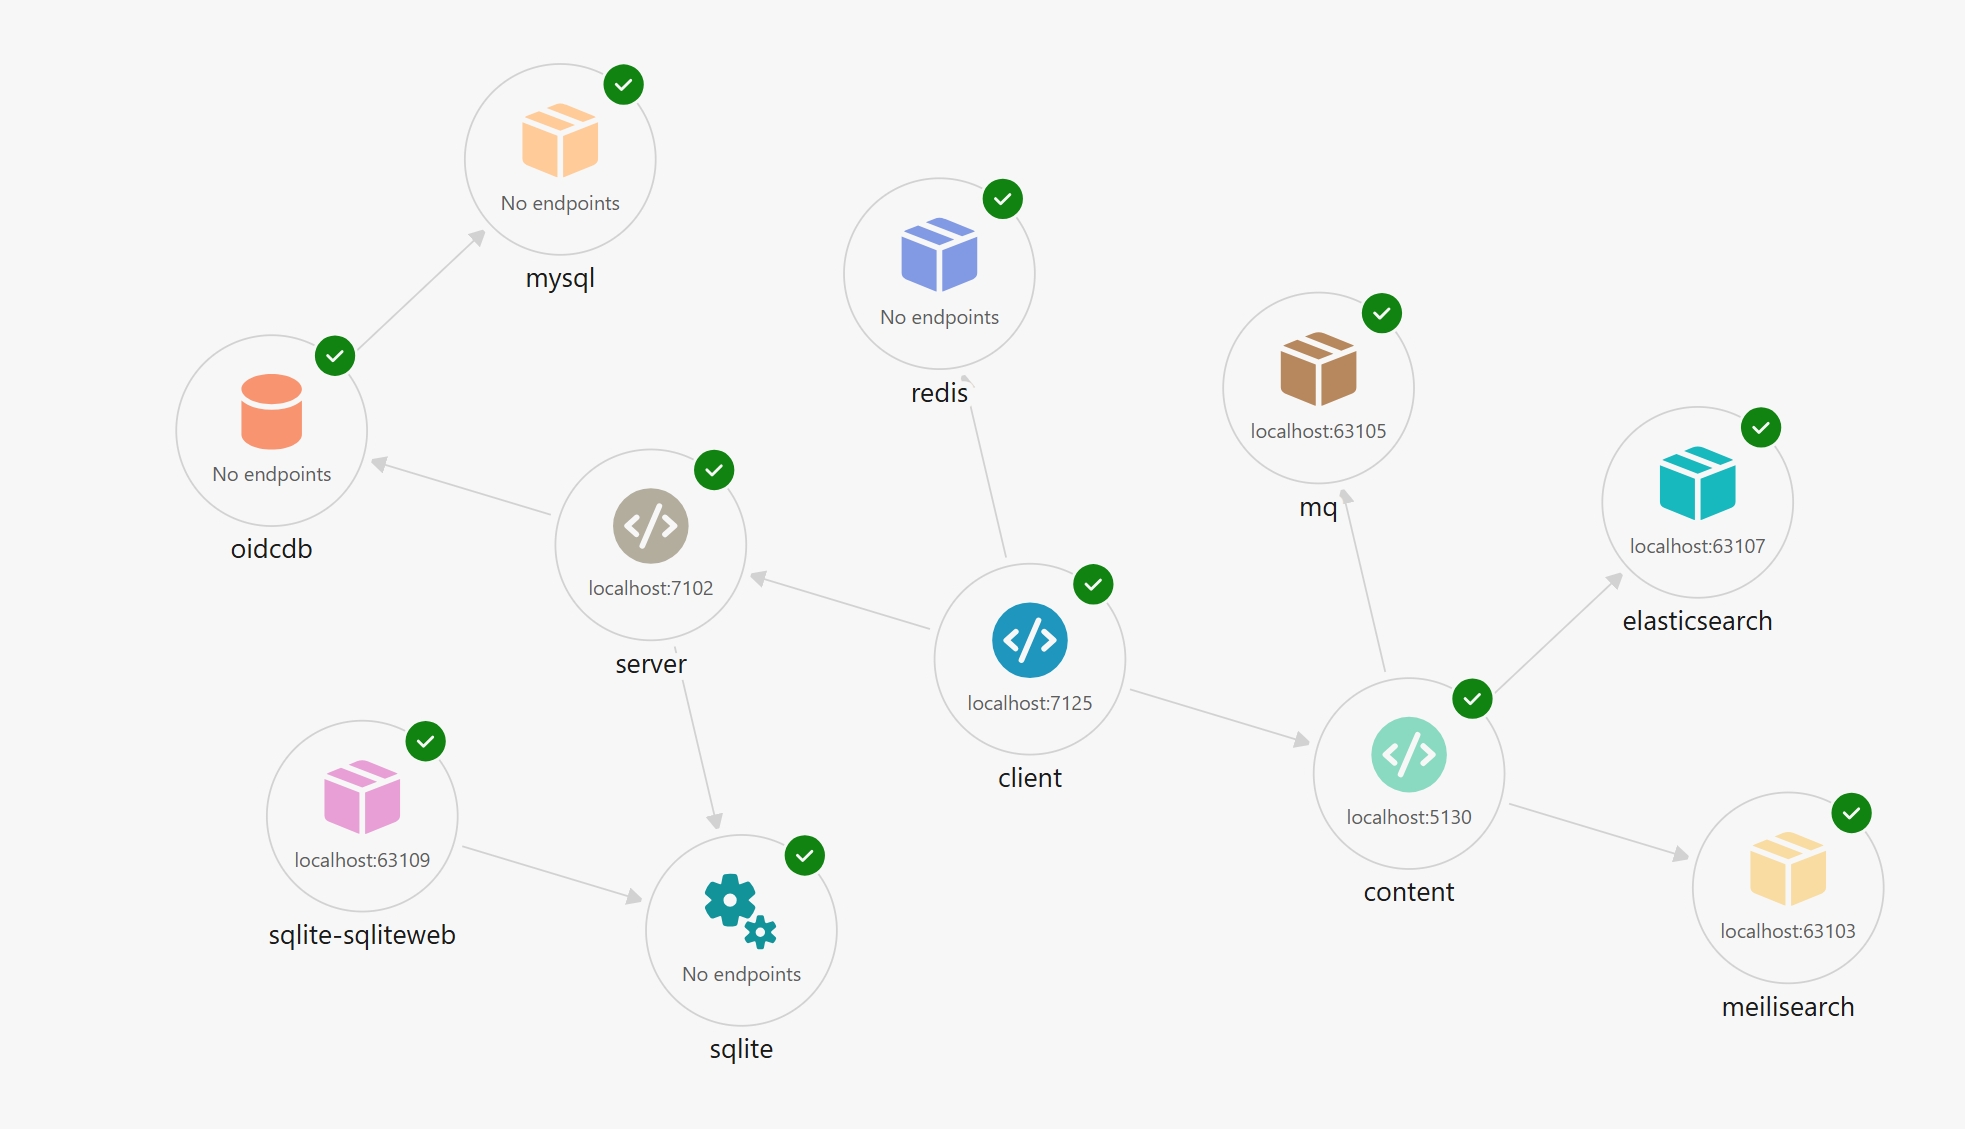 No endpoints
mysql
No endpoints
redis
localhost:63105
mq
No endpoints
oidcdb
localhost:7102
server
localhost:63107
elasticsearch
localhost:7125
client
localhost:5130
content
localhost:63109
sqlite-sqliteweb
No endpoints
sqlite
localhost:63103
meilisearch